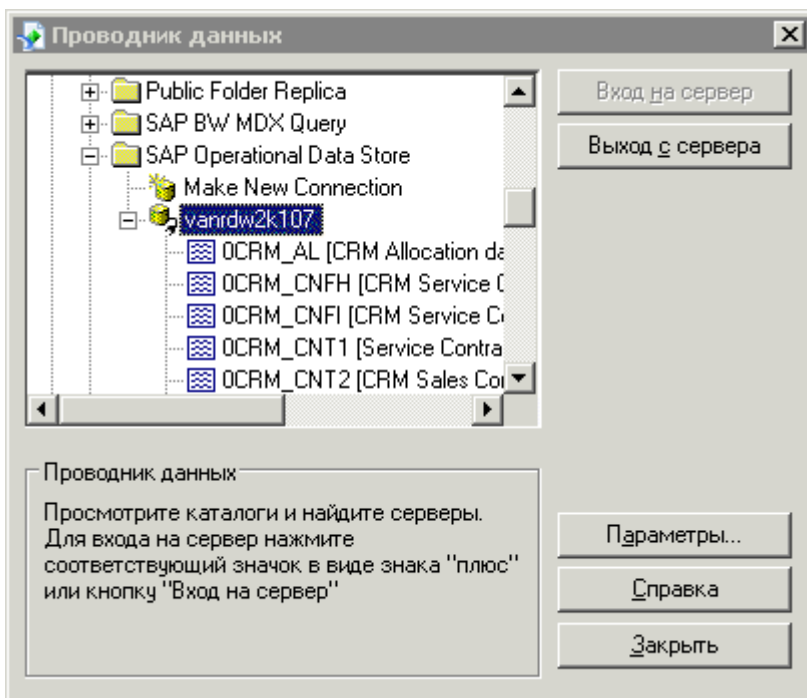 Проводник данных
Public Folder Replica
SAP BW MDX Query
SAP Operational Data Store
Make New Connection
vanrdw2k107
0CRM_AL [CRM Allocation da
0CRM_CNFH [CRM Service C
0CRM_CNFI [CRM Service Co
0CRM_CNT1 [Service Contra
0CRM_CNT2 [CRM Sales Con
Вход на сервер
Выход с сервера
Проводник данных
Просмотрите каталоги и найдите серверы.
Для входа на сервер нажмите
соответствующий значок в виде знака "плюс"
или кнопку "Вход на сервер"
Параметры...
Справка
Закрыть